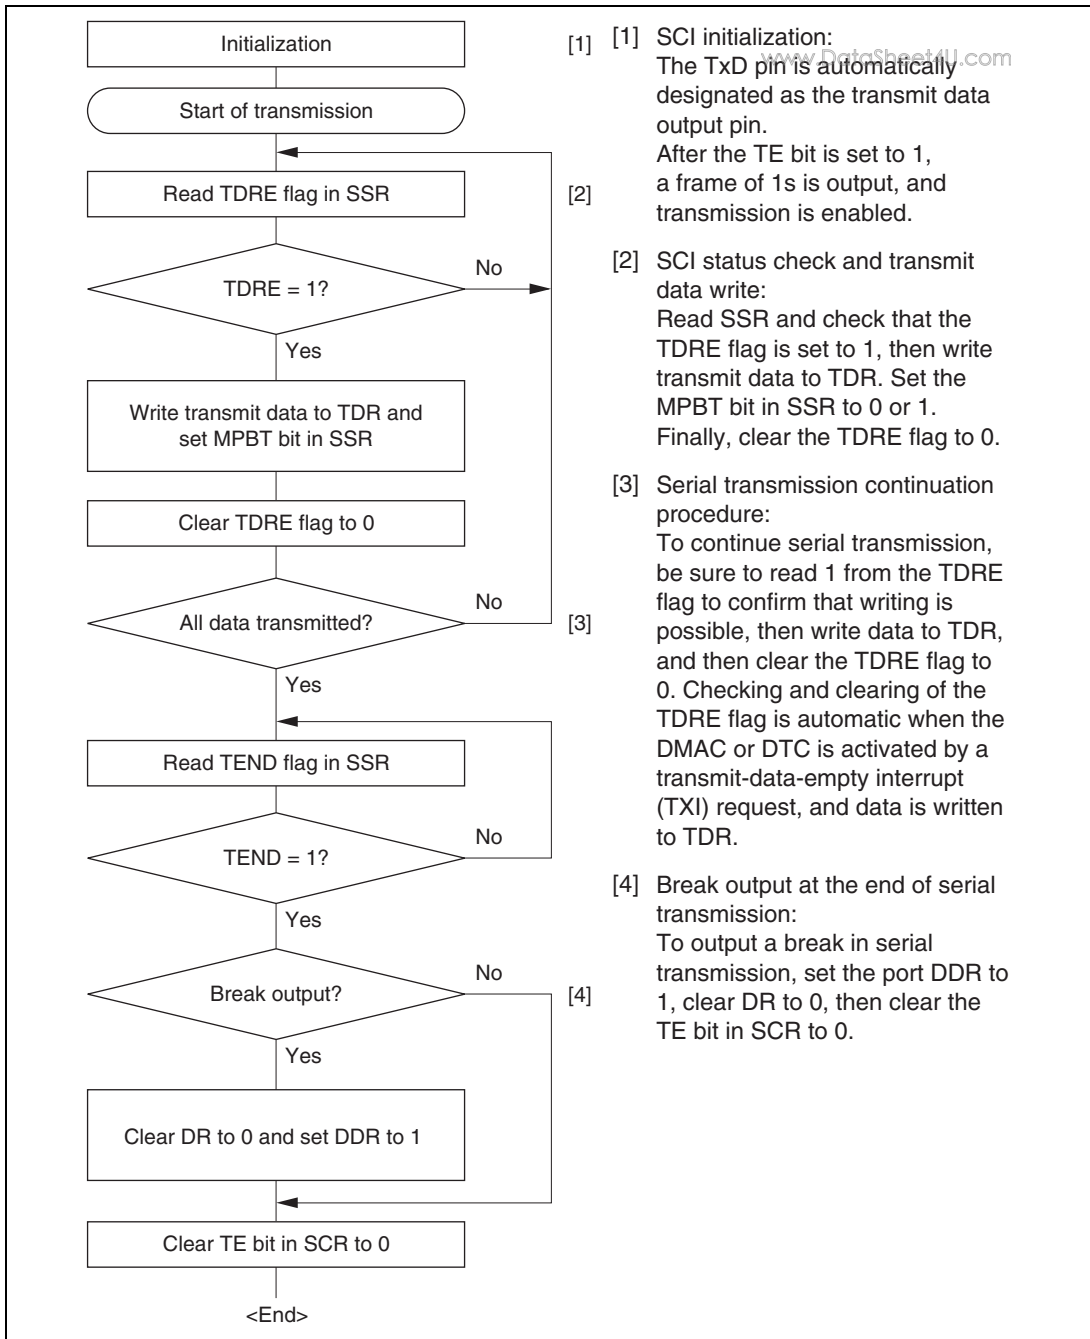 Initialization
[1]
Start of transmission
Read TDRE flag in SSR
[2]
No
TDRE = 1?
Yes
Write transmit data to TDR and
set MPBT bit in SSR
Clear TDRE flag to 0
No
All data transmitted?
[3]
Yes
Read TEND flag in SSR
No
TEND = 1?
Yes
No
Break output?
[4]
Yes
Clear DR to 0 and set DDR to 1
Clear TE bit in SCR to 0
<End>
[1] SCI initialization:
www.DataSheet4U.com
The TxD pin is automatically
designated as the transmit data
output pin.
After the TE bit is set to 1,
a frame of 1s is output, and
transmission is enabled.
[2] SCI status check and transmit
data write:
Read SSR and check that the
TDRE flag is set to 1, then write
transmit data to TDR. Set the
MPBT bit in SSR to 0 or 1.
Finally, clear the TDRE flag to 0.
[3] Serial transmission continuation
procedure:
To continue serial transmission,
be sure to read 1 from the TDRE
flag to confirm that writing is
possible, then write data to TDR,
and then clear the TDRE flag to
0. Checking and clearing of the
TDRE flag is automatic when the
DMAC or DTC is activated by a
transmit-data-empty interrupt
(TXI) request, and data is written
to TDR.
[4] Break output at the end of serial
transmission:
To output a break in serial
transmission, set the port DDR to
1, clear DR to 0, then clear the
TE bit in SCR to 0.